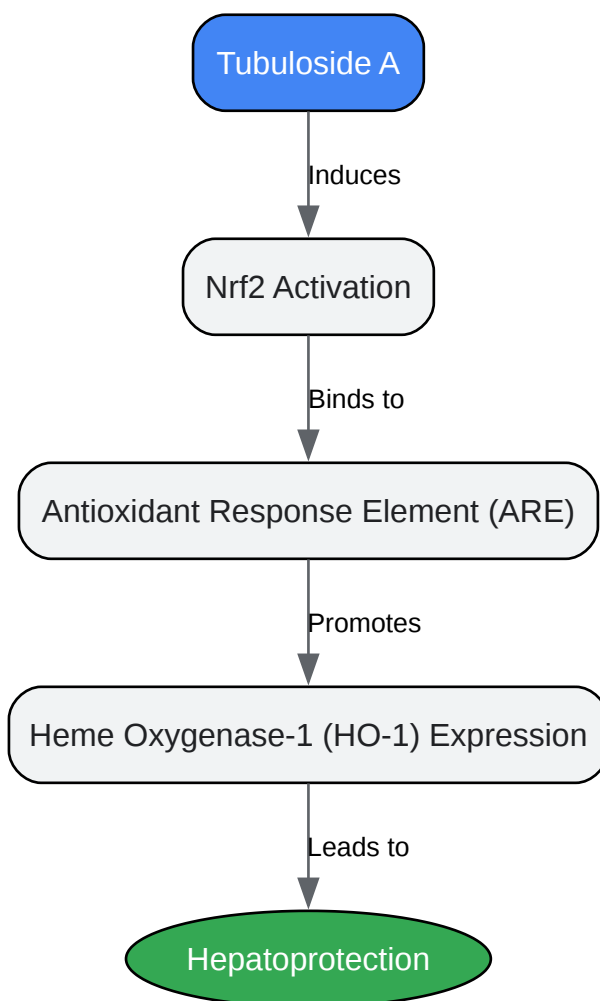 Tubuloside A
Induces
Nrf2 Activation
Binds to
Antioxidant Response Element (ARE)
Promotes
Heme Oxygenase-1 (HO-1) Expression
Leads to
Hepatoprotection